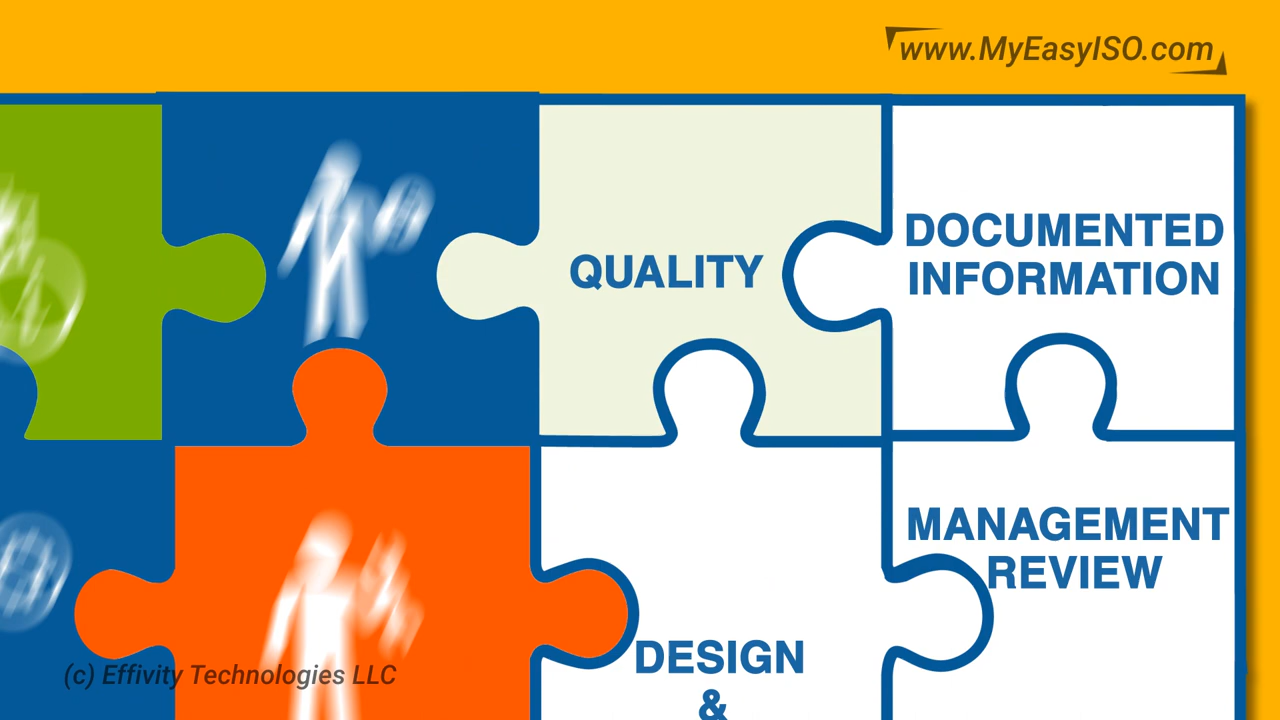 www.MyEasyISO.com
QUALITY
DOCUMENTED
INFORMATION
MANAGEMENT
REVIEW
DESIGN
&
(c) Effivity Technologies LLC